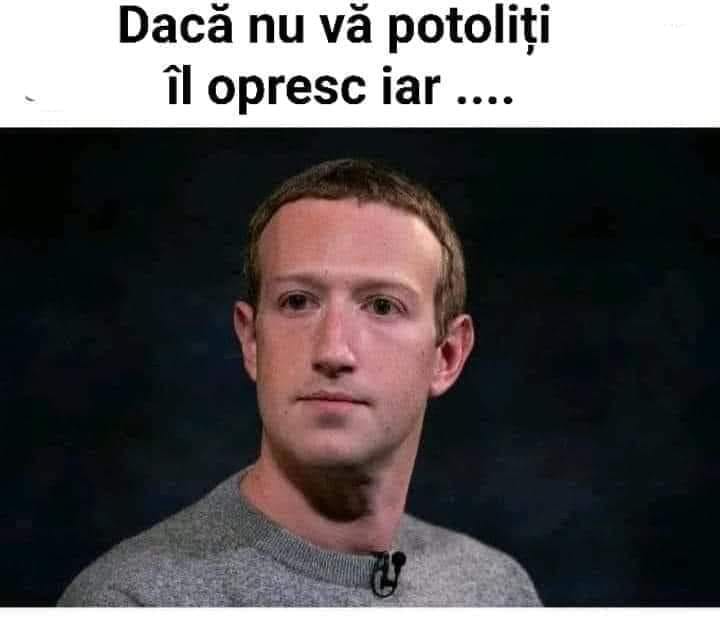 Dacă nu vă potoliți
îl opresc iar ....